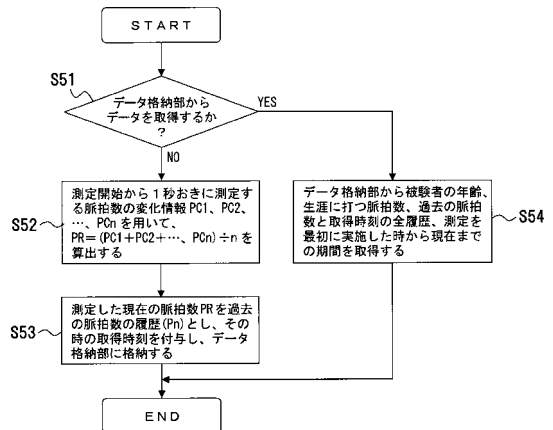 START
S51
データ格納部から
データを取得するか
?
YES
NO
S52
測定開始から1秒おきに測定す
る脈拍数の変化情報PC1、PC2、
…、PCnを用いて、
PR=(PC1+PC2+…、PCn)÷nを
算出する
データ格納部から被験者の年齢、
生涯に打つ脈拍数、過去の脈拍
数と取得時刻の全履歴、測定を
最初に実施した時から現在まで
の期間を取得する
S54
S53
測定した現在の脈拍数PRを過去
の脈拍数の履歴(Pn)とし、その
時の取得時刻を付与し、データ
格納部に格納する
END